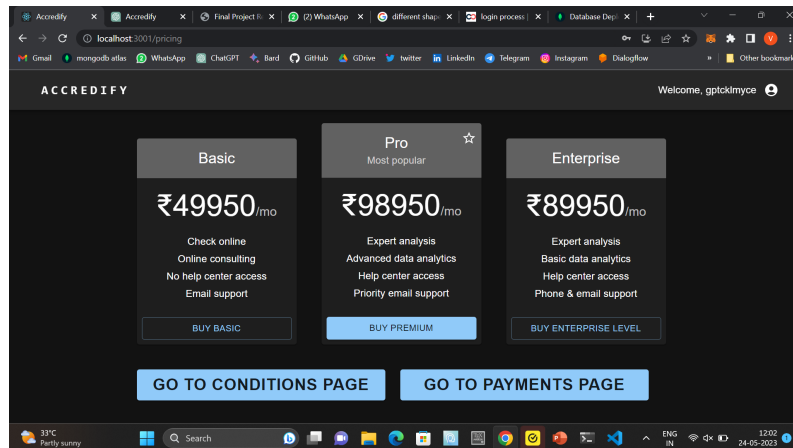 Accredify
Accredify
Final Project R
(2) WhatsApp
different shap
login process |
Database Depl
localhost:3001/pricing
Gmail
mongodb atlas
WhatsApp
ChatGPT
Bard
GitHub
GDrive
twitter
LinkedIn
Telegram
Instagram
Dialogflow
»
Other bookmark
ACCREDIFY
Welcome, gptcklmyce
Basic
₹49950/mo
Check online
Online consulting
No help center access
Email support
BUY BASIC
Pro
Most popular
₹98950/mo
Expert analysis
Advanced data analytics
Help center access
Priority email support
BUY PREMIUM
Enterprise
₹89950/mo
Expert analysis
Basic data analytics
Help center access
Phone & email support
BUY ENTERPRISE LEVEL
GO TO CONDITIONS PAGE
GO TO PAYMENTS PAGE
33°C
Partly sunny
Search
ENG
IN
12:02
24-05-2023